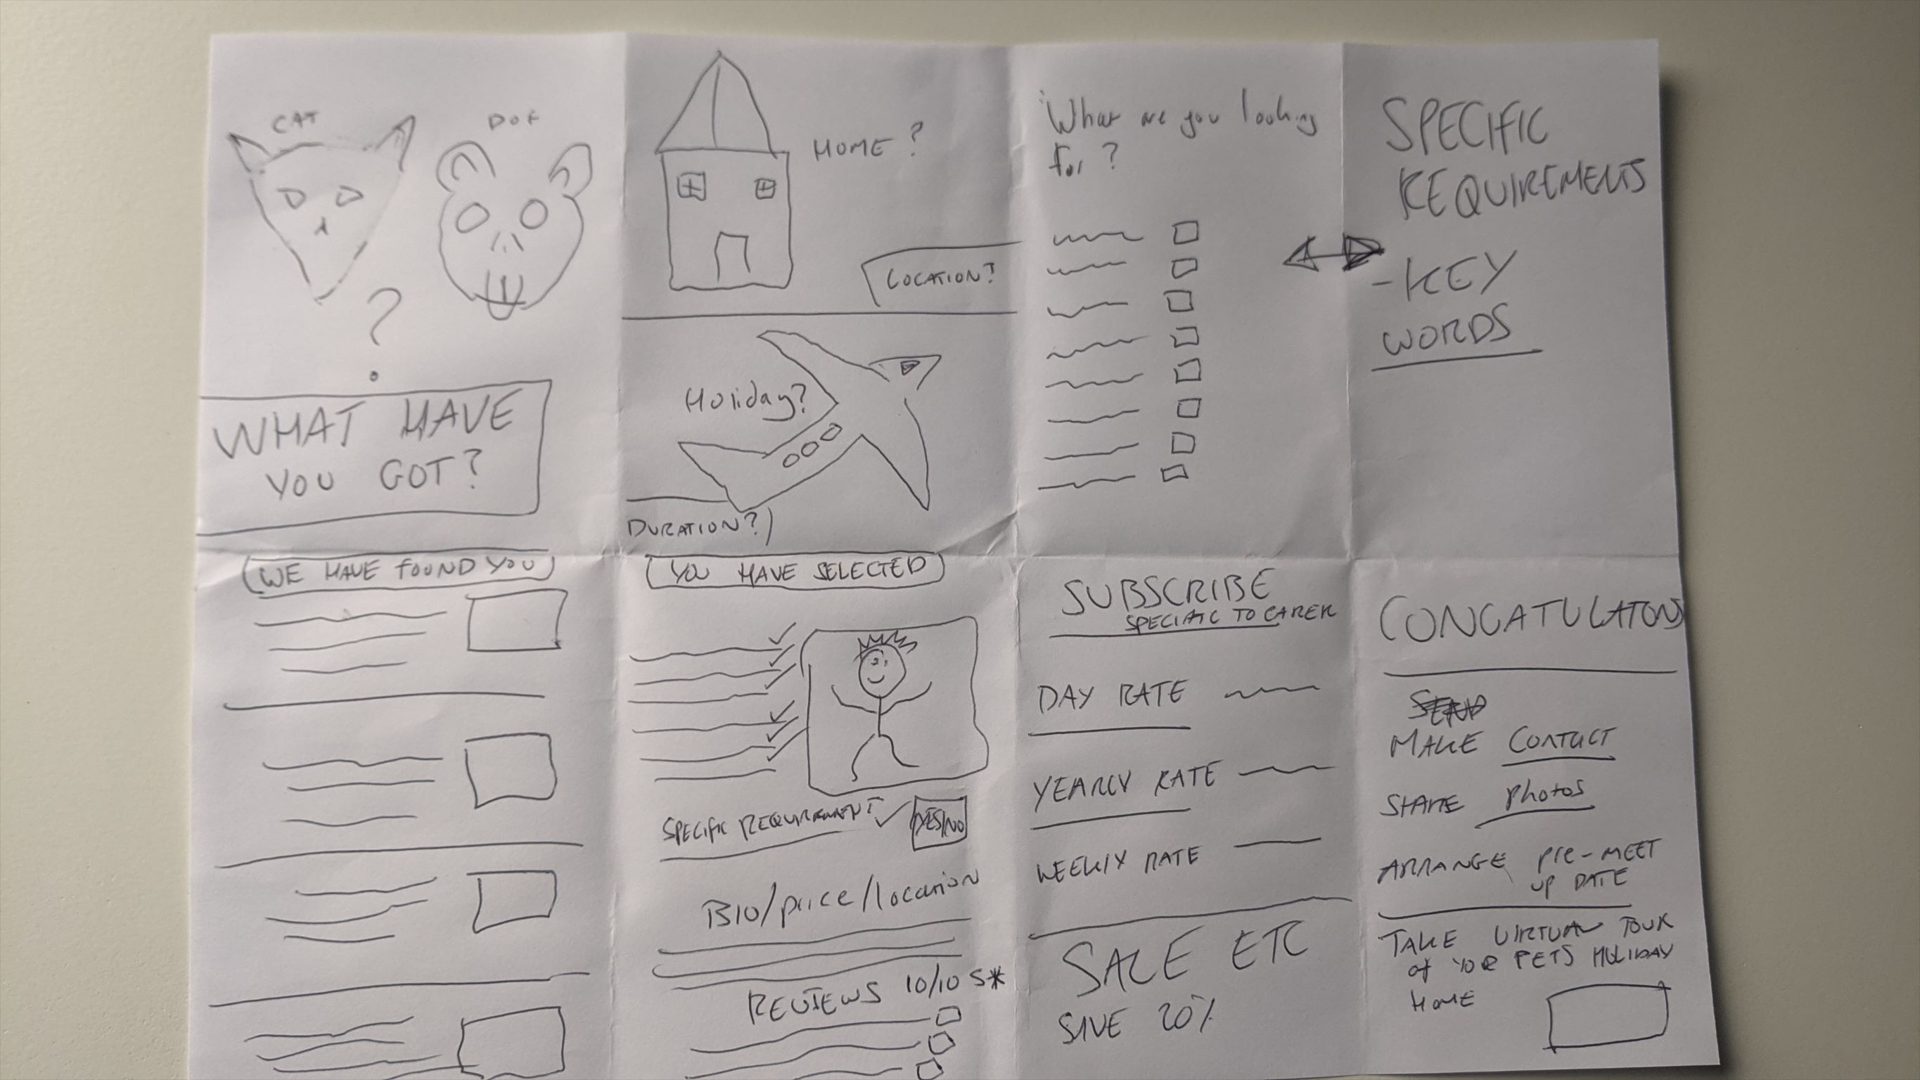 CAT
DOG
?
WHAT HAVE
YOU GOT?
HOME?
LOCATION?
Holiday?
DURATION?
What are you looking
for?
SPECIFIC
REQUIREMENTS
- KEY
WORDS
WE HAVE FOUND YOU
YOU HAVE SELECTED
SPECIFIC REQUIREMENT
YES/NO
BIO/price/location
REVIEWS 10/10 5*
SUBSCRIBE
SPECIFIC TO CARER
DAY RATE
YEARLY RATE
WEEKLY RATE
SALE ETC
SAVE 20%
CONGATULATONS
SEND
MAKE CONTACT
SHARE photos
ARRANGE pre-MEET
UP DATE
TAKE VIRTUAL TOUR
of YOR PETS HOLIDAY
HOME